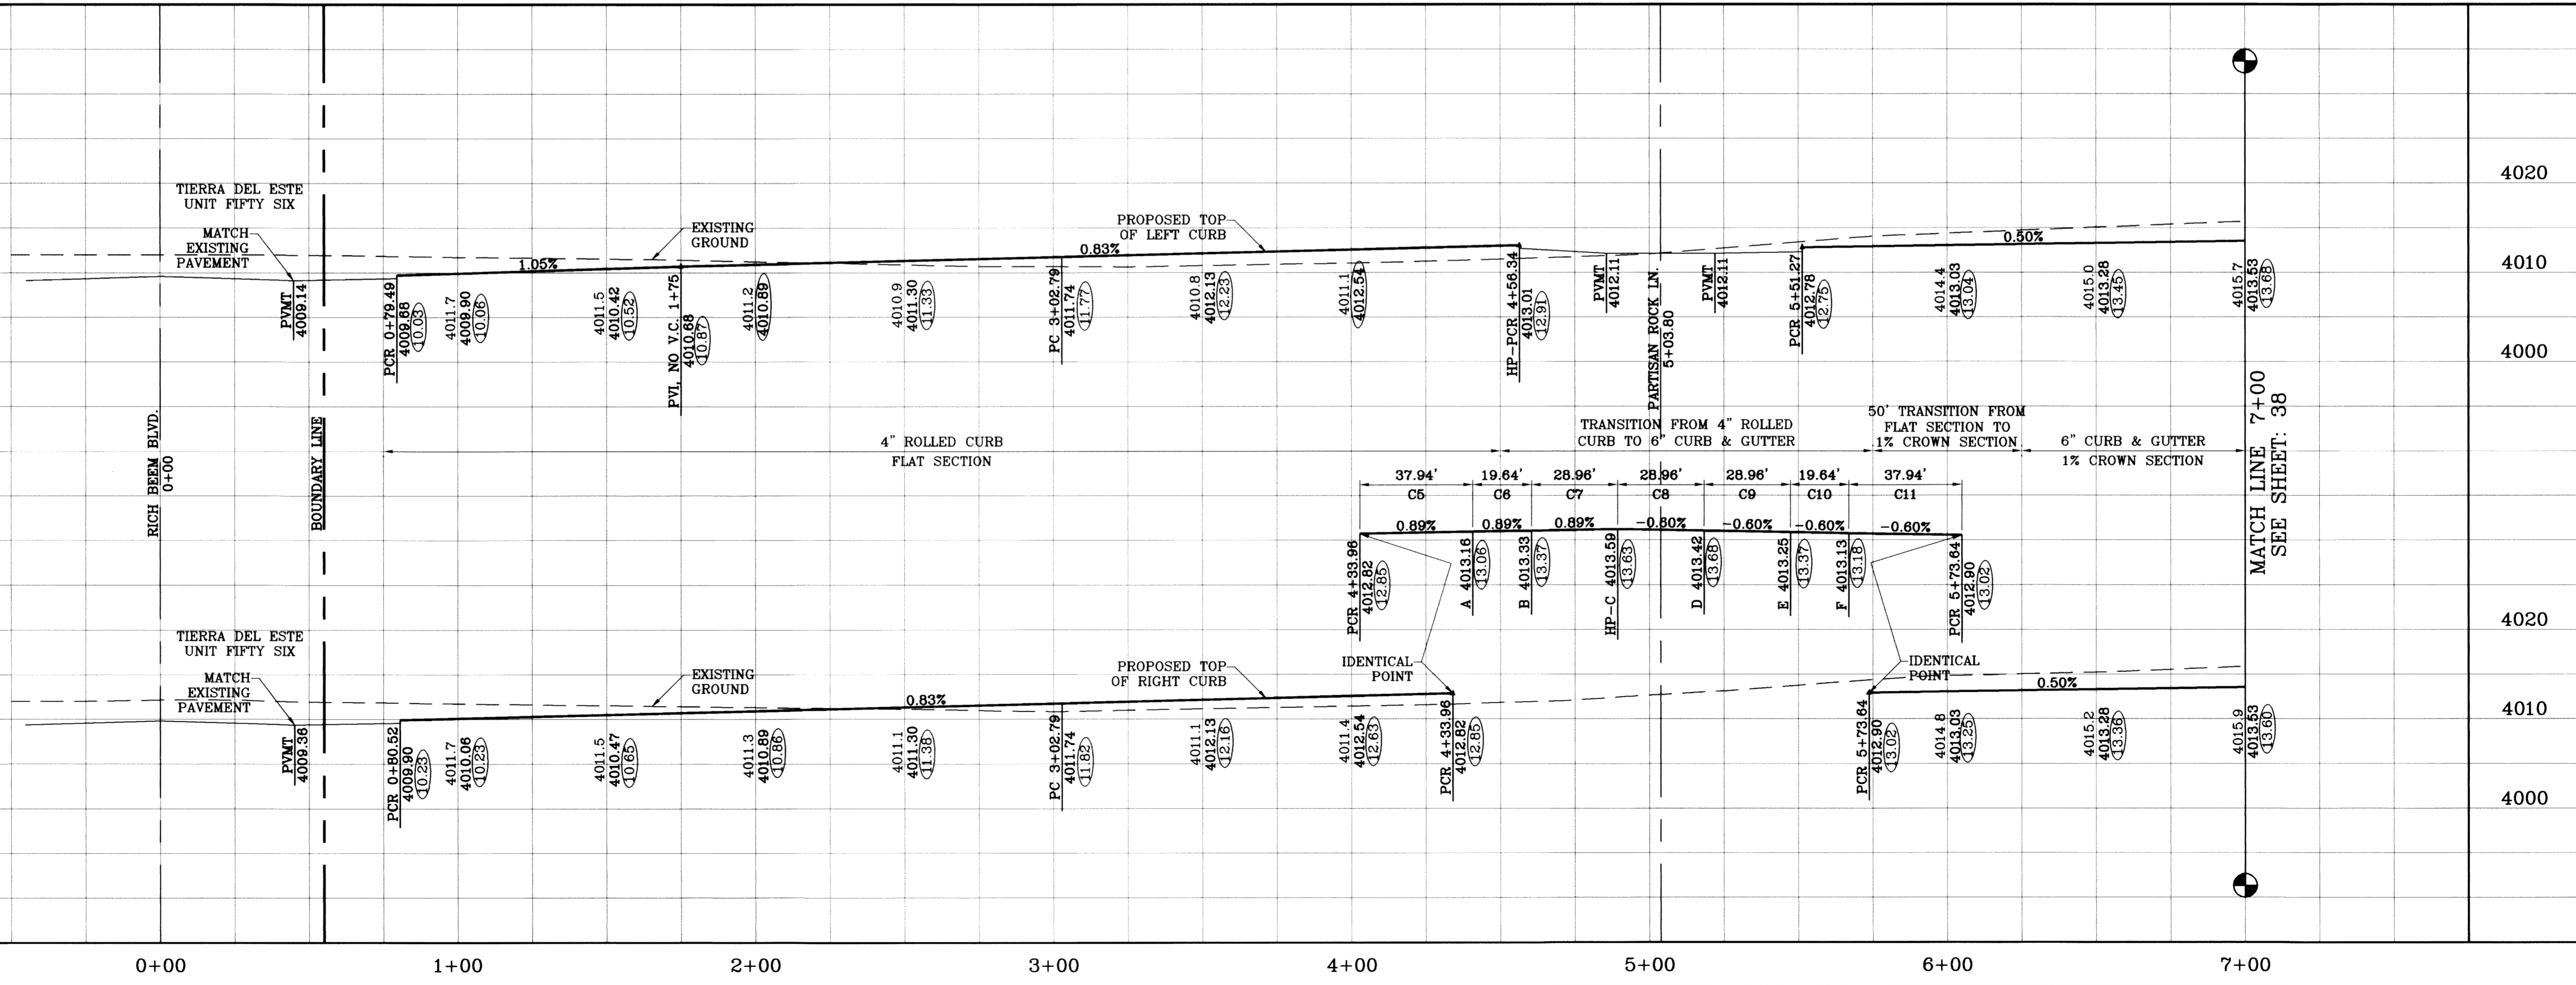 TIERRA DEL ESTE
UNIT FIFTY SIX
MATCH
EXISTING
PAVEMENT
PVMT
4009.14
PCR 0+79.49
4009.68
10.03
1.05%
4011.7
4009.90
10.06
4011.5
4010.42
10.52
EXISTING
GROUND
PVI, NO V.C. 1+75
4010.68
10.87
4011.2
4010.89
4010.9
4011.30
11.33
0.83%
PC 3+02.79
4011.74
11.77
PROPOSED TOP
OF LEFT CURB
4010.8
4012.13
12.23
4011.1
4012.54
HP-PCR 4+56.34
4013.01
12.91
PVMT
4012.11
PARTISAN ROCK LN.
5+03.80
PVMT
4012.11
PCR 5+51.27
4012.78
12.75
0.50%
4014.4
4013.03
13.04
4015.0
4013.28
13.45
4015.7
4013.53
13.68
4020
4010
4000
RICH BEEM BLVD.
0+00
BOUNDARY LINE
4" ROLLED CURB
FLAT SECTION
TRANSITION FROM 4" ROLLED
CURB TO 6" CURB & GUTTER
50' TRANSITION FROM
FLAT SECTION TO
1% CROWN SECTION
6" CURB & GUTTER
1% CROWN SECTION
MATCH LINE 7+00
SEE SHEET: 38
37.94' 19.64' 28.96' 28.96' 28.96' 19.64' 37.94'
C5 C6 C7 C8 C9 C10 C11
0.89% 0.89% 0.89% -0.60% -0.60% -0.60% -0.60%
PCR 4+33.96
4012.82
12.85
A 4013.16
13.06
B 4013.33
13.37
HP-C 4013.59
13.63
D 4013.42
13.68
E 4013.25
13.37
F 4013.13
13.18
PCR 5+73.64
4012.90
13.02
TIERRA DEL ESTE
UNIT FIFTY SIX
MATCH
EXISTING
PAVEMENT
PVMT
4009.36
PCR 0+80.52
4009.90
10.23
4011.7
4010.06
10.23
4011.5
4010.47
10.65
EXISTING
GROUND
4011.3
4010.89
10.86
0.83%
4011.1
4011.30
11.38
PC 3+02.79
4011.74
11.82
PROPOSED TOP
OF RIGHT CURB
4011.1
4012.13
12.16
IDENTICAL
POINT
4011.4
4012.54
12.63
PCR 4+33.96
4012.82
12.85
IDENTICAL
POINT
PCR 5+73.64
4012.90
13.02
0.50%
4014.8
4013.03
13.25
4015.2
4013.28
13.36
4015.9
4013.53
13.60
4020
4010
4000
0+00 1+00 2+00 3+00 4+00 5+00 6+00 7+00